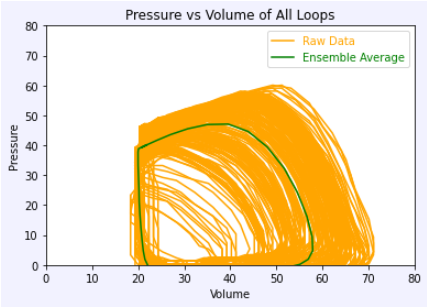 Pressure vs Volume of All Loops
80
70
60
50
40
30
20
10
0
Pressure
Raw Data
Ensemble Average
0 10 20 30 40 50 60 70 80
Volume